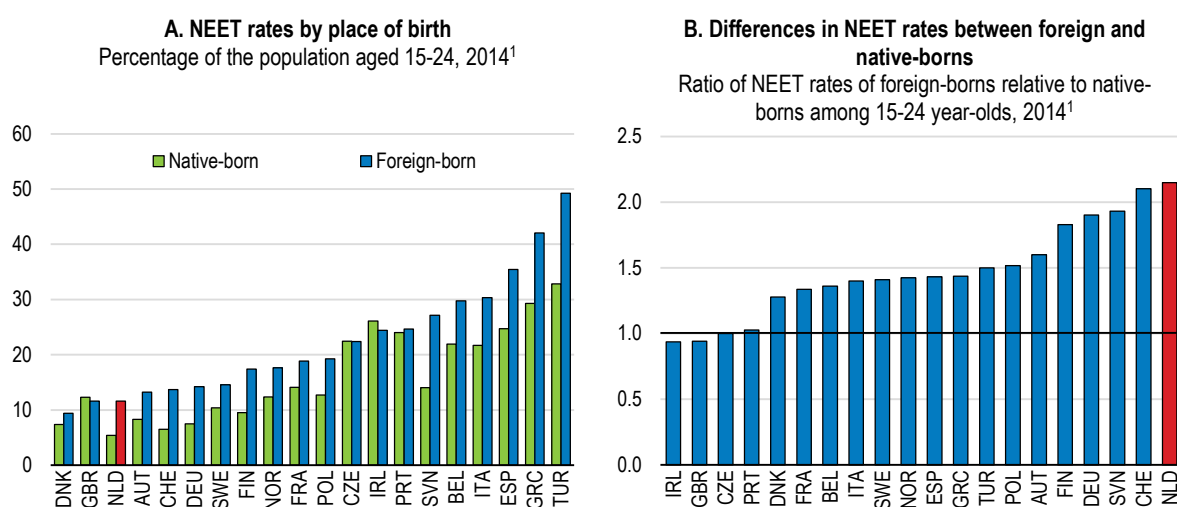 A. NEET rates by place of birth
Percentage of the population aged 15-24, 2014¹
60
50
40
30
20
10
0
Native-born
Foreign-born
DNK
GBR
NLD
AUT
CHE
DEU
SWE
FIN
NOR
FRA
POL
CZE
IRL
PRT
SVN
BEL
ITA
ESP
GRC
TUR
B. Differences in NEET rates between foreign and
native-borns
Ratio of NEET rates of foreign-borns relative to native-
borns among 15-24 year-olds, 2014¹
2.5
2.0
1.5
1.0
0.5
0.0
IRL
GBR
CZE
PRT
DNK
FRA
BEL
ITA
SWE
NOR
ESP
GRC
TUR
POL
AUT
FIN
DEU
SVN
CHE
NLD